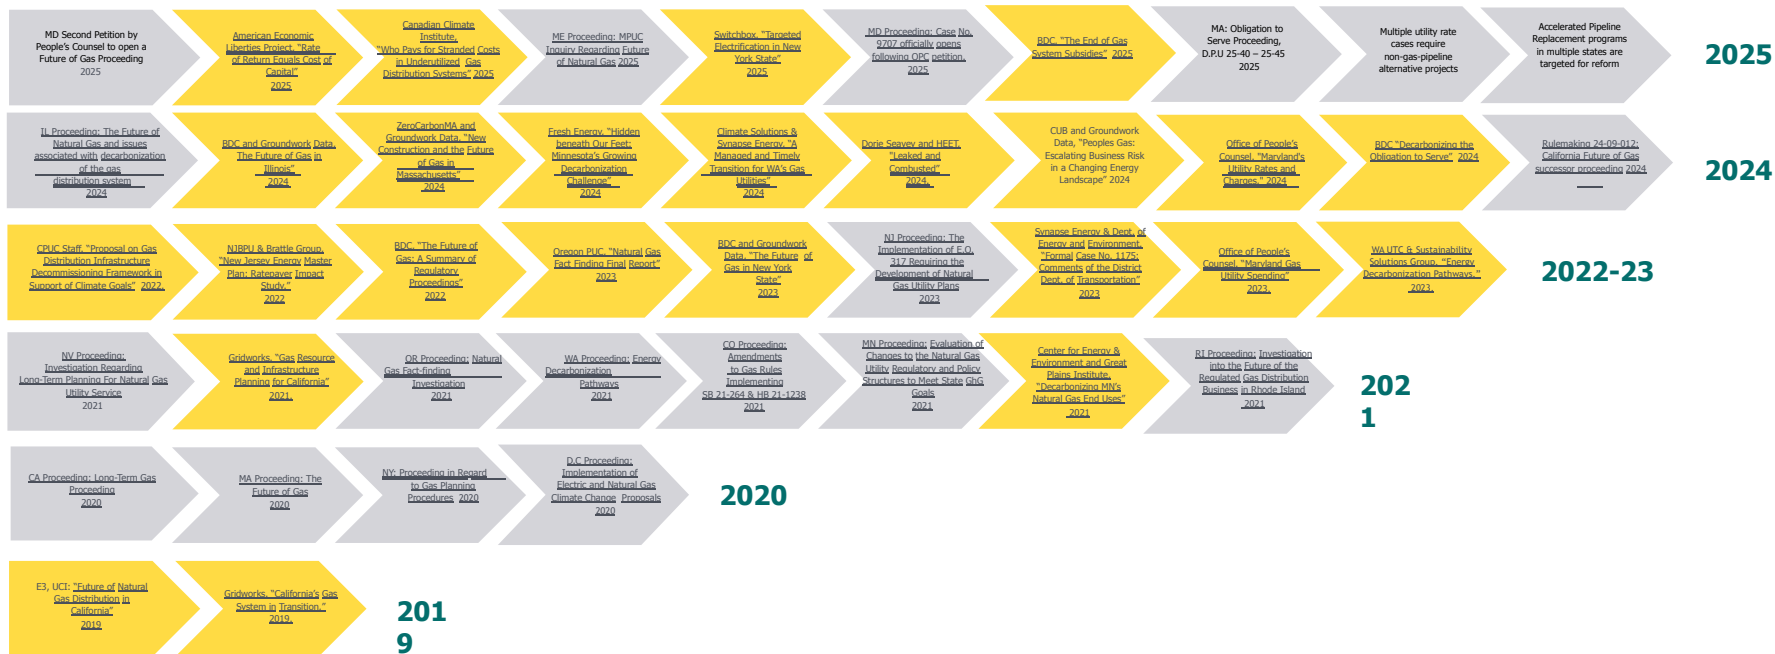 MD Second Petition by
People's Counsel to open a
Future of Gas Proceeding
2025
American Economic
Liberties Project, "Rate
of Return Equals Cost of
Capital"
2025
Canadian Climate
Institute,
"Who Pays for Stranded Costs
in Underutilized Gas
Distribution Systems" 2025
ME Proceeding: MPUC
Inquiry Regarding Future
of Natural Gas 2025
Switchbox, "Targeted
Electrification in New
York State"
2025
MD Proceeding: Case No.
9707 officially opens
following OPC petition.
2025
BDC, "The End of Gas
System Subsidies" 2025
MA: Obligation to
Serve Proceeding,
D.P.U 25-40 – 25-45
2025
Multiple utility rate
cases require
non-gas-pipeline
alternative projects
Accelerated Pipeline
Replacement programs
in multiple states are
targeted for reform
2025
IL Proceeding: The Future of
Natural Gas and issues
associated with decarbonization
of the gas
distribution system
2024
BDC and Groundwork Data,
The Future of Gas in
Illinois"
2024
ZeroCarbonMA and
Groundwork Data, "New
Construction and the Future
of Gas in
Massachusetts"
2024
Fresh Energy, "Hidden
beneath Our Feet:
Minnesota's Growing
Decarbonization
Challenge"
2024
Climate Solutions &
Synapse Energy, "A
Managed and Timely
Transition for WA's Gas
Utilities"
2024
Dorie Seavey and HEET,
"Leaked and
Combusted"
2024.
CUB and Groundwork
Data, "Peoples Gas:
Escalating Business Risk
in a Changing Energy
Landscape" 2024
Office of People's
Counsel, "Maryland's
Utility Rates and
Charges," 2024
BDC "Decarbonizing the
Obligation to Serve" 2024
Rulemaking 24-09-012:
California Future of Gas
successor proceeding 2024
2024
CPUC Staff, "Proposal on Gas
Distribution Infrastructure
Decommissioning Framework in
Support of Climate Goals" 2022.
NJBPU & Brattle Group,
"New Jersey Energy Master
Plan: Ratepayer Impact
Study."
2022
BDC, "The Future of
Gas: A Summary of
Regulatory
Proceedings"
2022
Oregon PUC, "Natural Gas
Fact Finding Final Report"
2023
BDC and Groundwork
Data, "The Future of
Gas in New York
State"
2023
NJ Proceeding: The
Implementation of E.O.
317 Requiring the
Development of Natural
Gas Utility Plans
2023
Synapse Energy & Dept. of
Energy and Environment,
"Formal Case No. 1175:
Comments of the District
Dept. of Transportation"
2023
Office of People's
Counsel, "Maryland Gas
Utility Spending"
2023.
WA UTC & Sustainability
Solutions Group, "Energy
Decarbonization Pathways,"
2023.
2022-23
NV Proceeding:
Investigation Regarding
Long-Term Planning For Natural Gas
Utility Service
2021
Gridworks, "Gas Resource
and Infrastructure
Planning for California"
2021.
OR Proceeding: Natural
Gas Fact-finding
Investigation
2021
WA Proceeding: Energy
Decarbonization
Pathways
2021
CO Proceeding:
Amendments
to Gas Rules
Implementing
SB 21-264 & HB 21-1238
2021
MN Proceeding: Evaluation of
Changes to the Natural Gas
Utility Regulatory and Policy
Structures to Meet State GhG
Goals
2021
Center for Energy &
Environment and Great
Plains Institute,
"Decarbonizing MN's
Natural Gas End Uses"
2021
RI Proceeding: Investigation
into the Future of the
Regulated Gas Distribution
Business in Rhode Island
2021
202
1
CA Proceeding: Long-Term Gas
Proceeding
2020
MA Proceeding: The
Future of Gas
2020
NY: Proceeding in Regard
to Gas Planning
Procedures 2020
D.C Proceeding:
Implementation of
Electric and Natural Gas
Climate Change Proposals
2020
2020
E3, UCI: "Future of Natural
Gas Distribution in
California"
2019
Gridworks, "California's Gas
System in Transition."
2019.
201
9